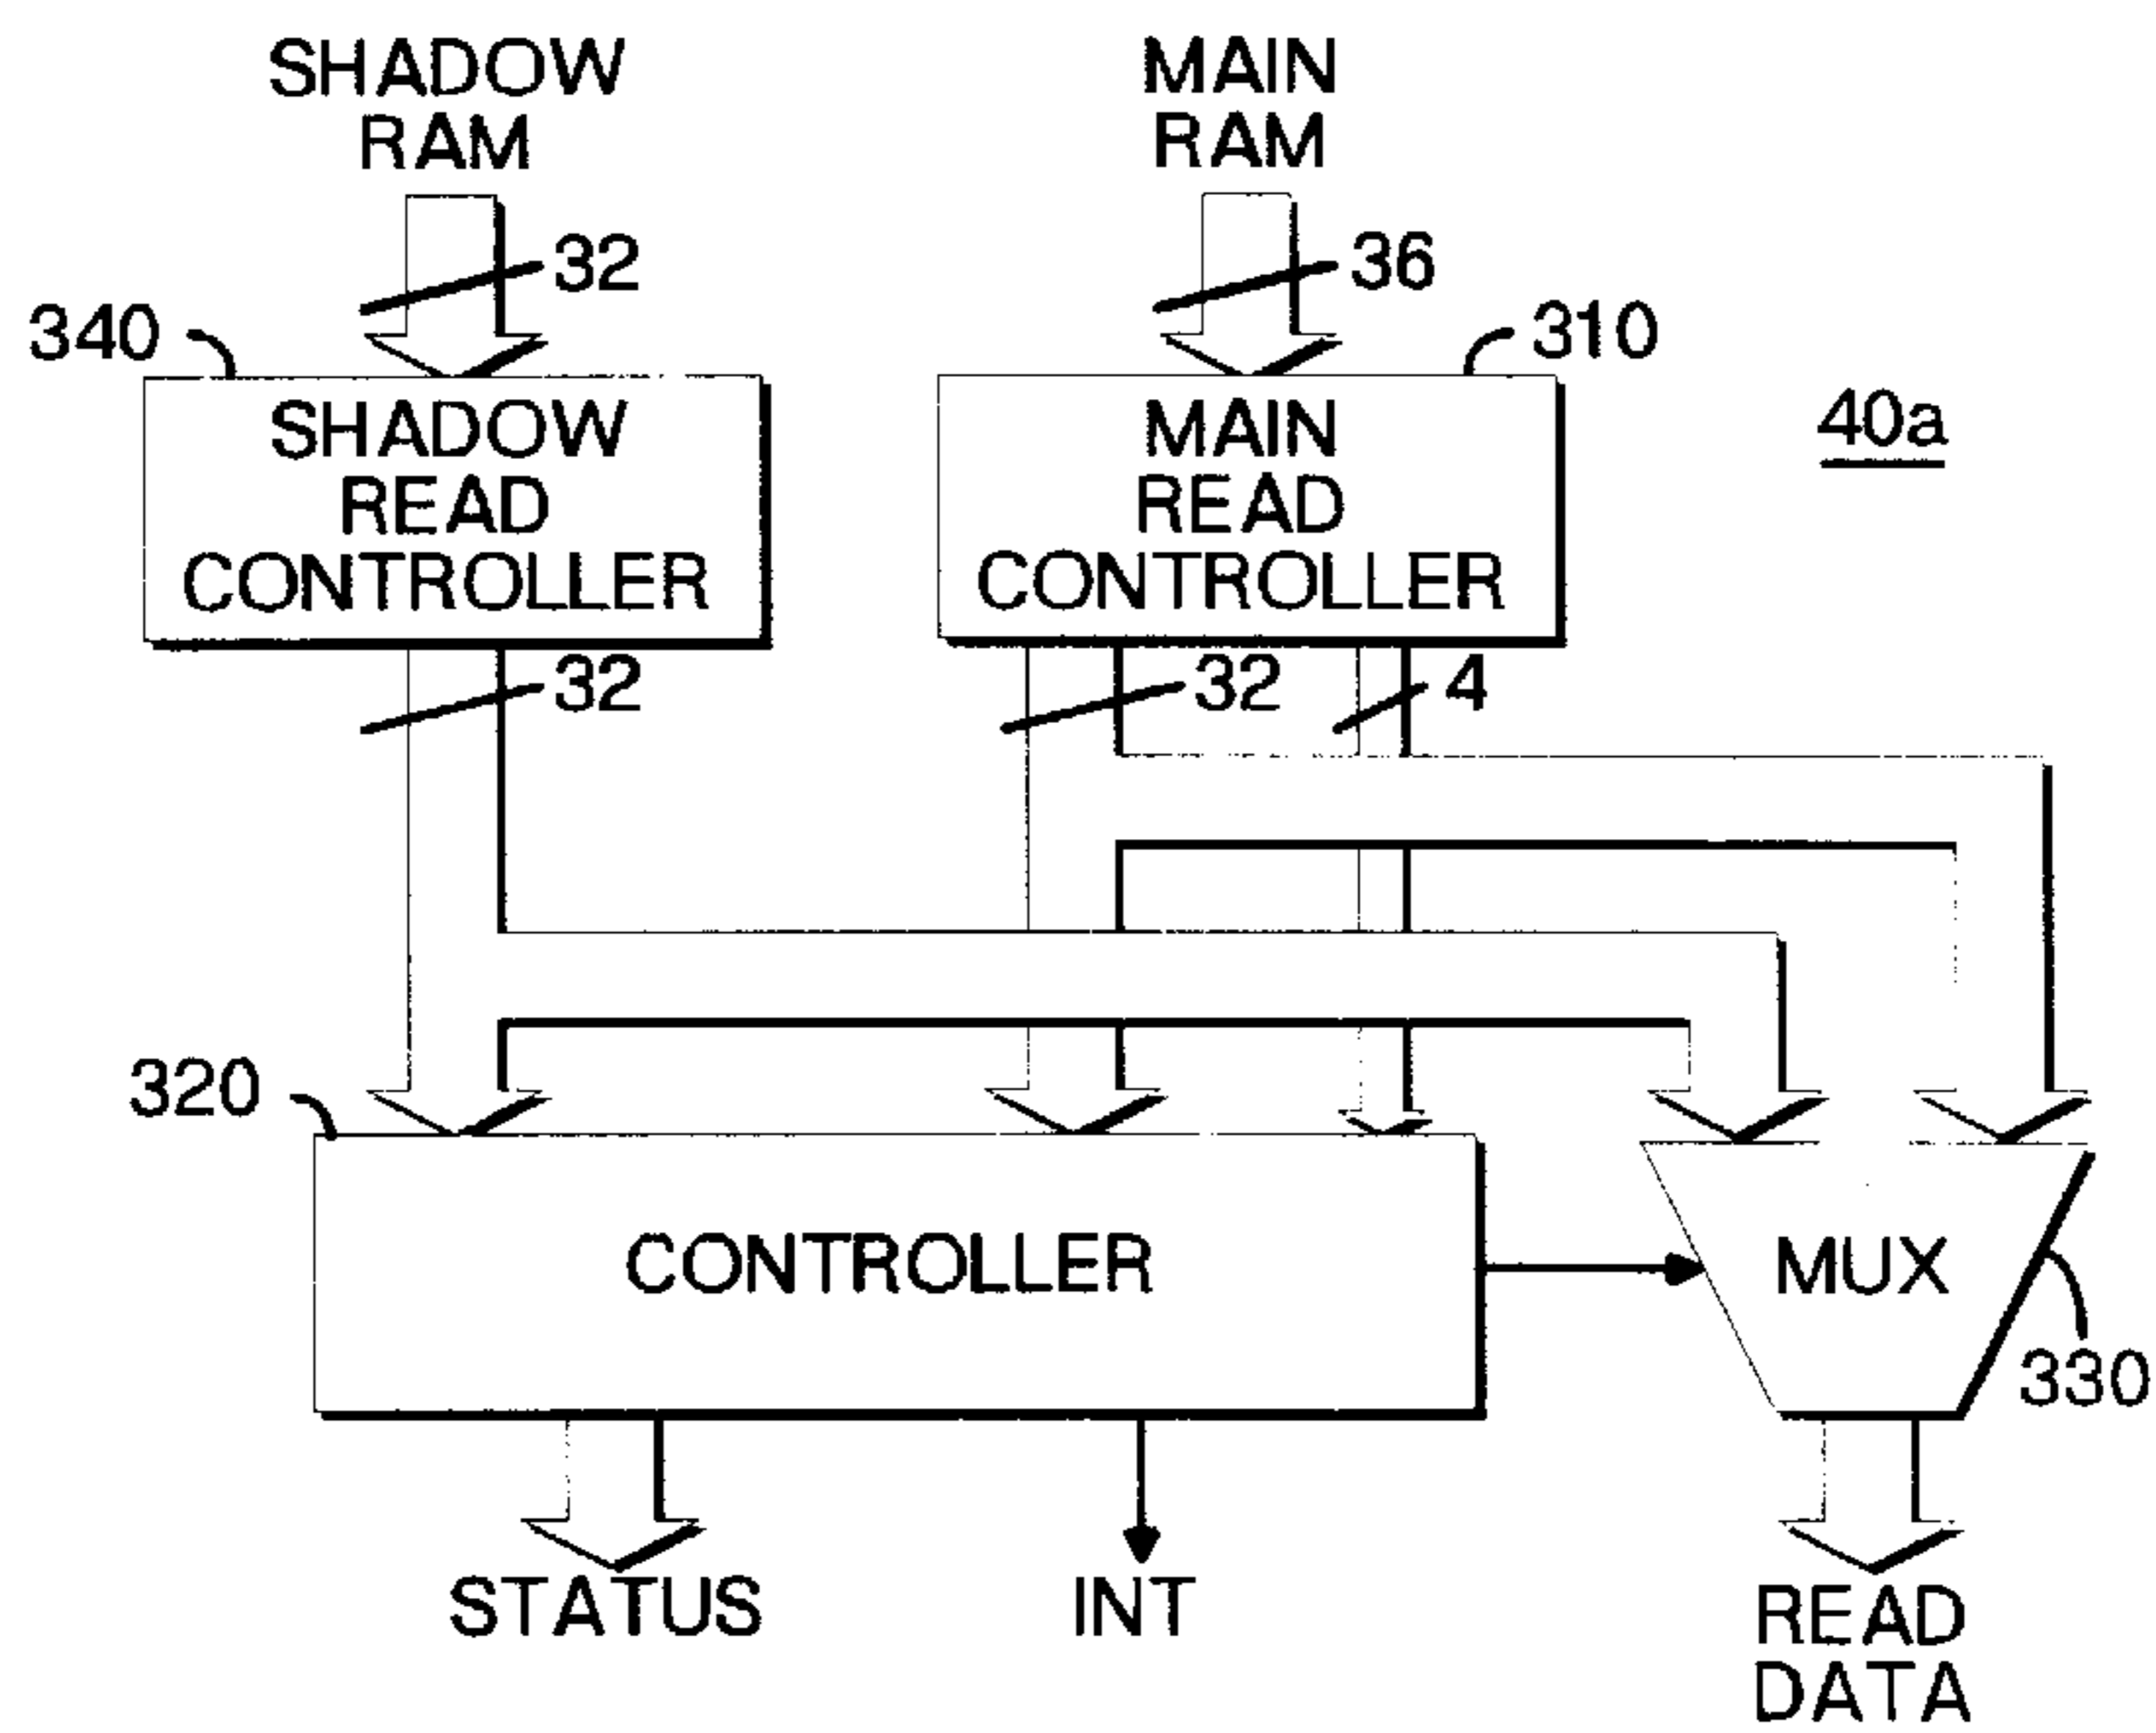 SHADOW
RAM
MAIN
RAM
32
36
340
310
SHADOW
READ
CONTROLLER
MAIN
READ
CONTROLLER
40a
32
32
4
320
CONTROLLER
MUX
330
STATUS
INT
READ
DATA